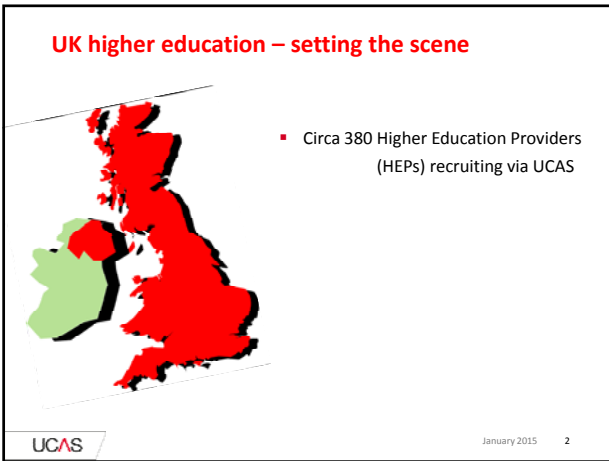 UK higher education – setting the scene
▪ Circa 380 Higher Education Providers
(HEPs) recruiting via UCAS
UCAS
January 2015 2